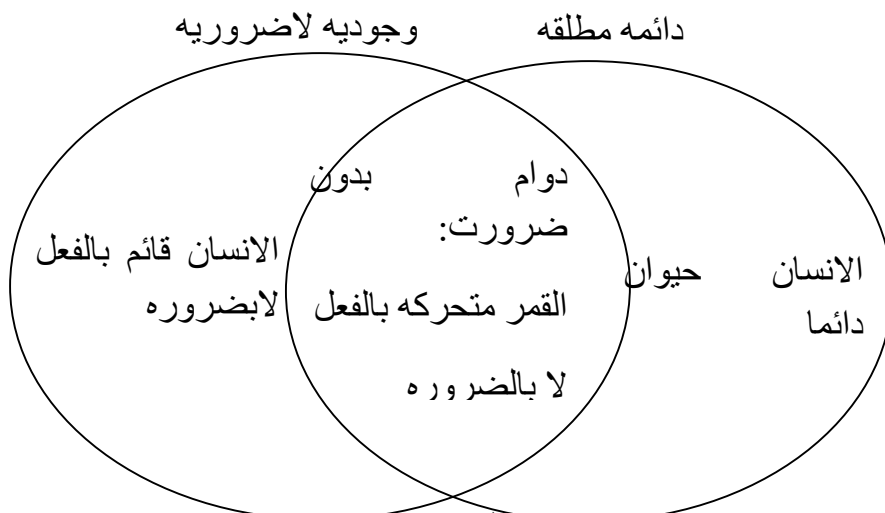 دائمه مطلقه
وجوديه لاضروريه
دوام بدون
ضرورت:
القمر متحركه بالفعل
لا بالضروره
الانسان حيوان
دائما
الانسان قائم بالفعل
لابضروره